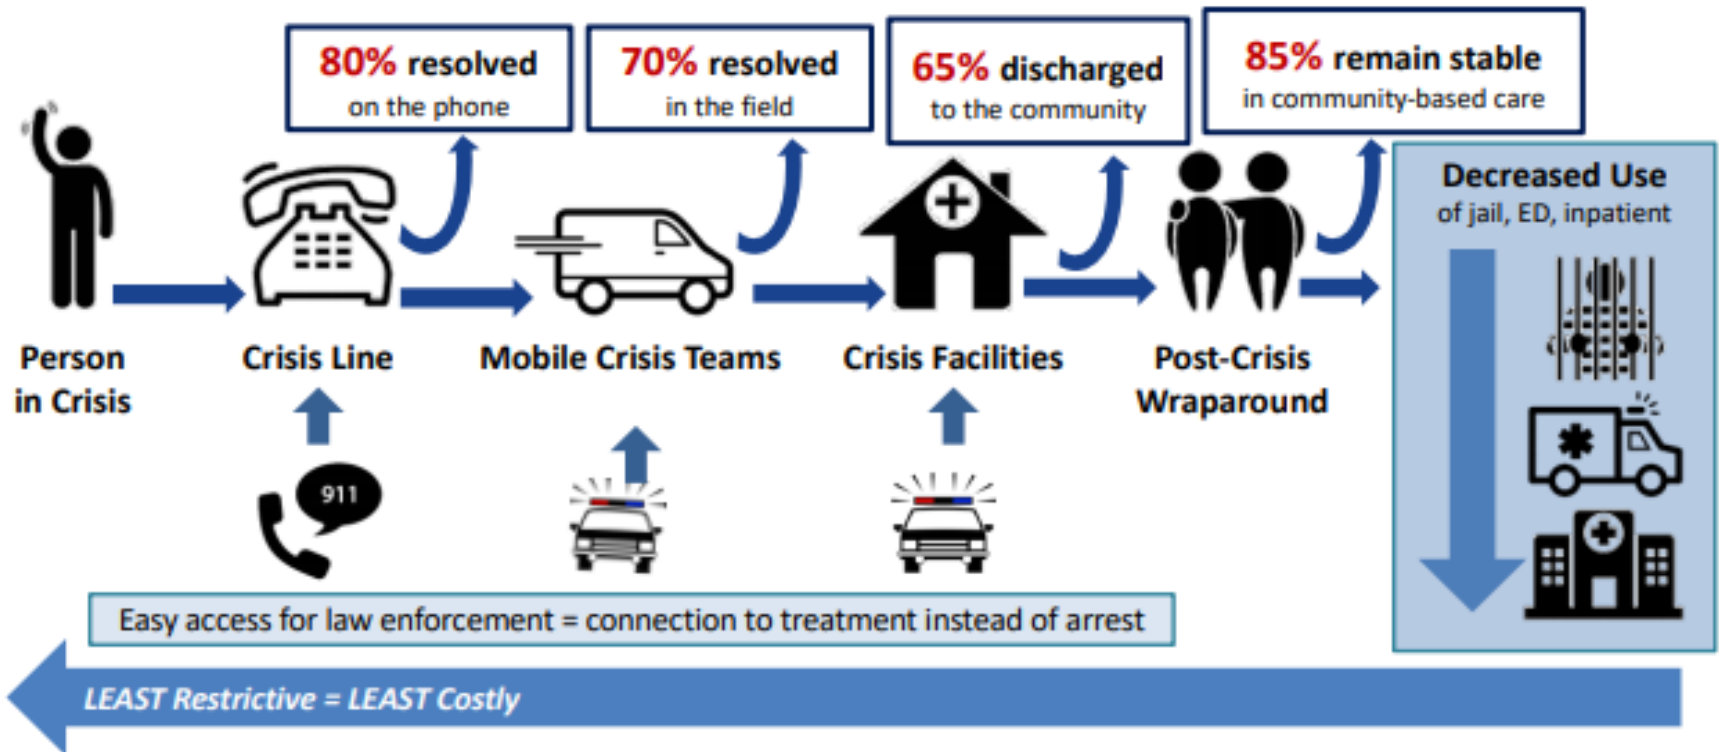 80% resolved
on the phone
70% resolved
in the field
65% discharged
to the community
85% remain stable
in community-based care
Decreased Use
of jail, ED, inpatient
Person
in Crisis
Crisis Line
Mobile Crisis Teams
Crisis Facilities
Post-Crisis
Wraparound
911
Easy access for law enforcement = connection to treatment instead of arrest
LEAST Restrictive = LEAST Costly